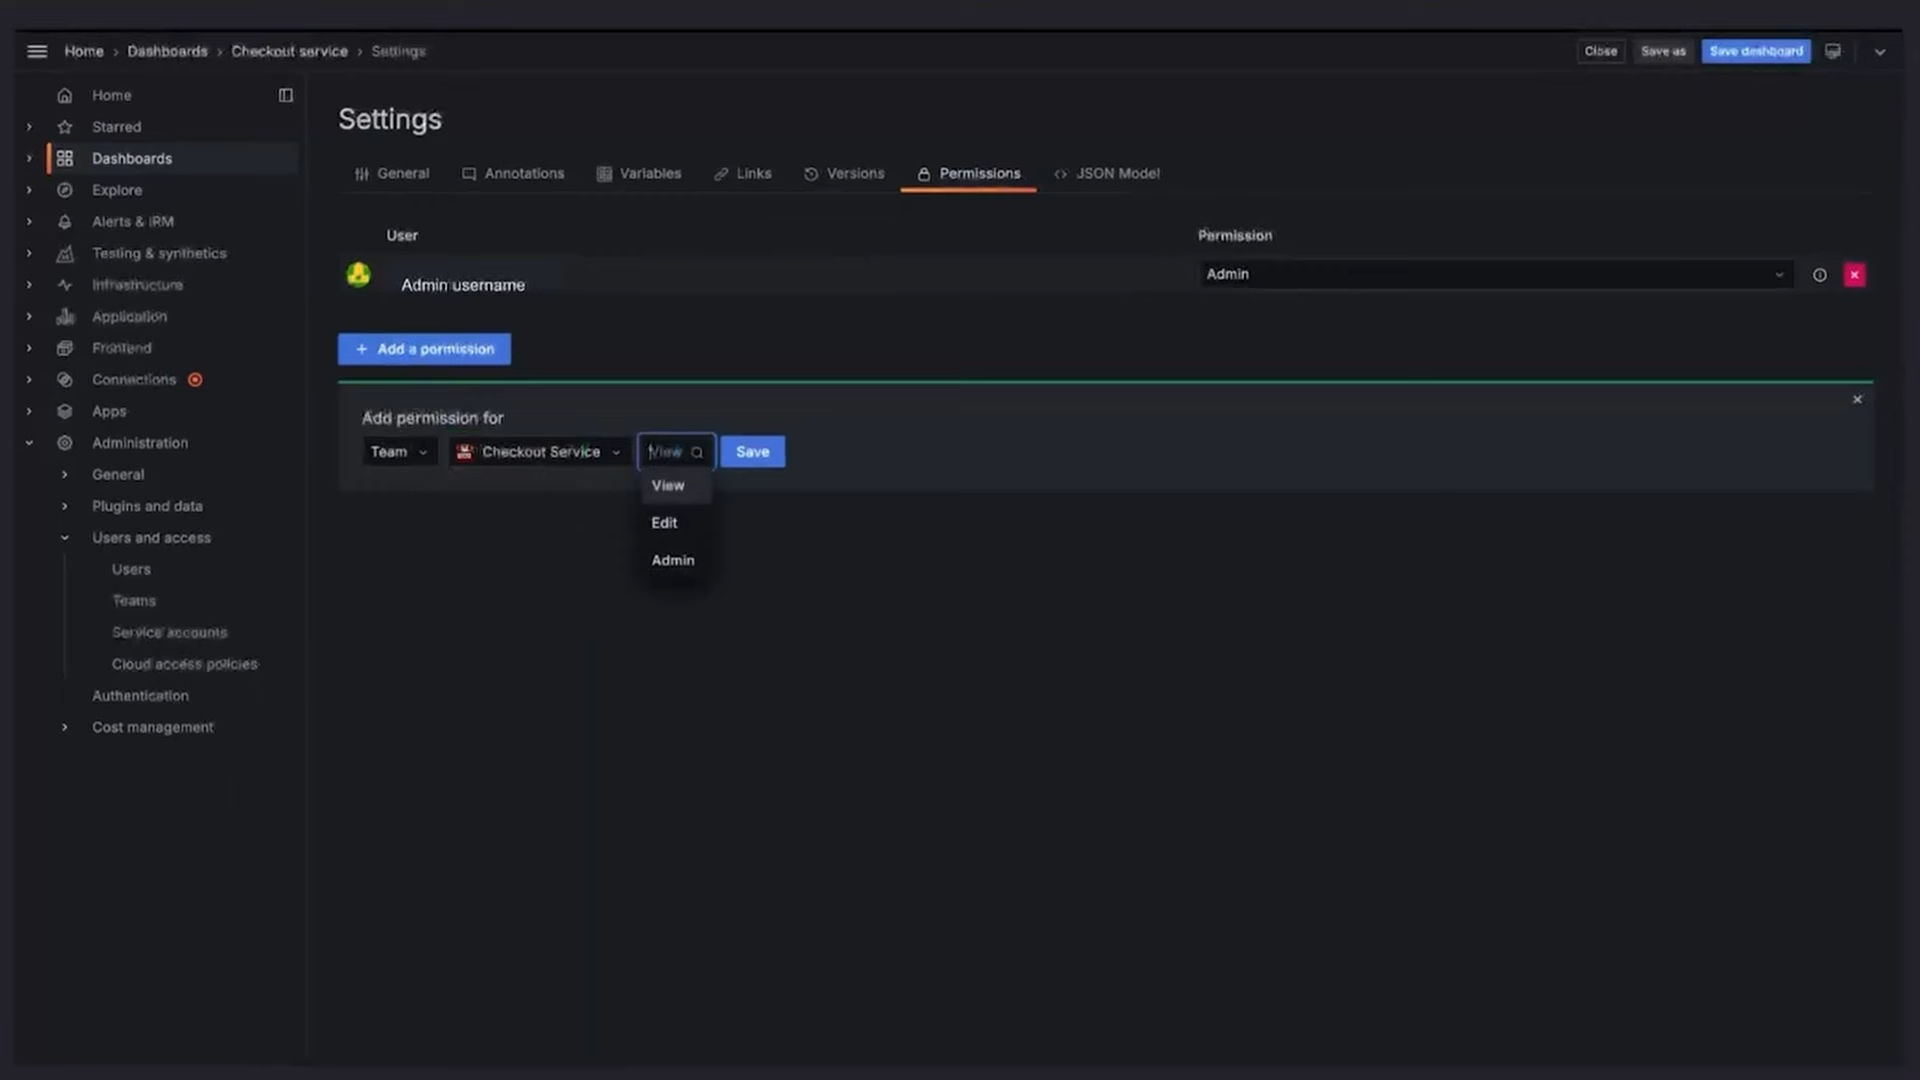 Home › Dashboards › Checkout service › Settings
Close
Save as
Save dashboard
Home
Starred
Dashboards
Explore
Alerts & IRM
Testing & synthetics
Infrastructure
Application
Frontend
Connections
Apps
Administration
General
Plugins and data
Users and access
Users
Teams
Service accounts
Cloud access policies
Authentication
Cost management
Settings
General
Annotations
Variables
Links
Versions
Permissions
JSON Model
User
Permission
Admin username
Admin
+ Add a permission
Add permission for
Team
Checkout Service
View
Save
View
Edit
Admin